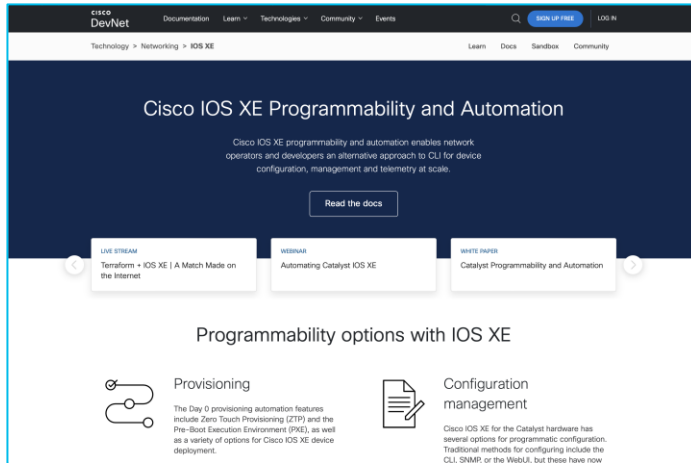 CISCO
DevNet
Documentation Learn Technologies Community Events
SIGN UP FREE LOG IN
Technology > Networking > IOS XE
Learn Docs Sandbox Community
Cisco IOS XE Programmability and Automation
Cisco IOS XE programmability and automation enables network
operators and developers an alternative approach to CLI for device
configuration, management and telemetry at scale.
Read the docs
LIVE STREAM
Terraform + IOS XE | A Match Made on
the Internet
WEBINAR
Automating Catalyst IOS XE
WHITE PAPER
Catalyst Programmability and Automation
Programmability options with IOS XE
Provisioning
The Day 0 provisioning automation features
include Zero Touch Provisioning (ZTP) and the
Pre-Boot Execution Environment (PXE), as well
as a variety of options for Cisco IOS XE device
deployment.
Configuration
management
Cisco IOS XE for the Catalyst hardware has
several options for programmatic configuration.
Traditional methods for configuring include the
CLI, SNMP, or the WebUI, but these have now